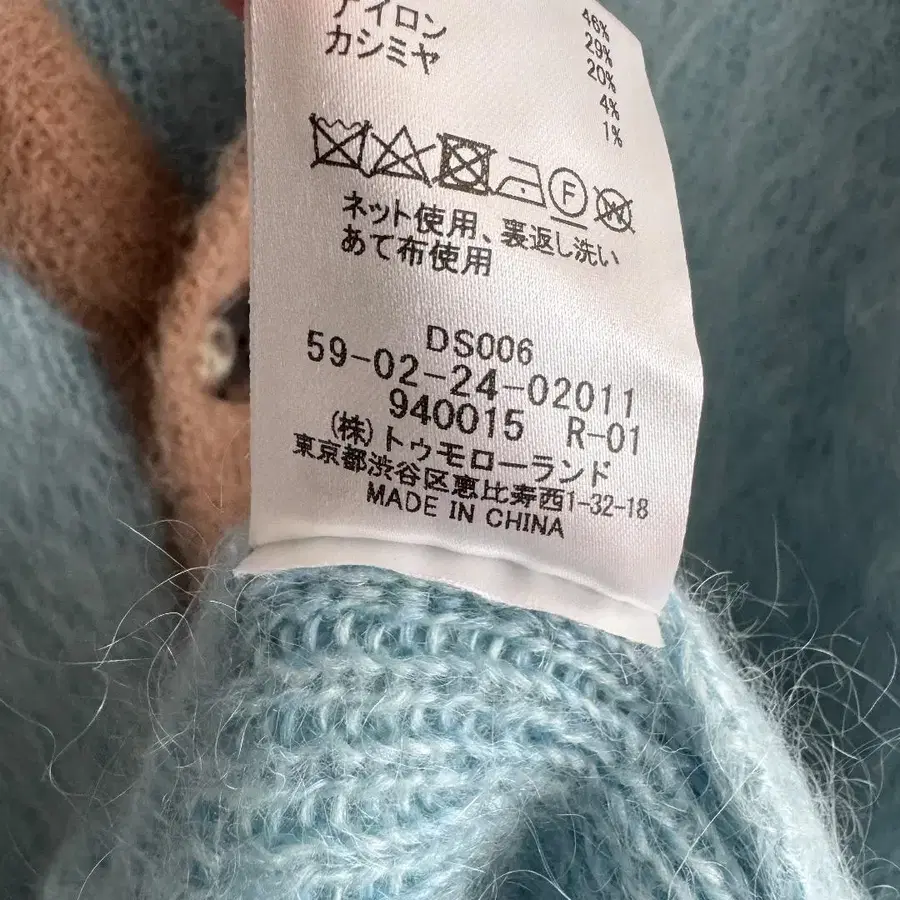 アイロン 46%
カシミヤ 29%
20%
4%
1%
F
W
ネット使用、裏返し洗い
あて布使用
DS006
59-02-24-02011
940015 R-01
(株)トゥモローランド
東京都渋谷区恵比寿西1-32-18
MADE IN CHINA